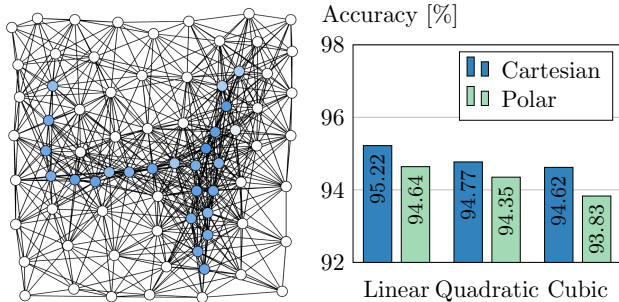 Accuracy [%]
98
96
94
92
Cartesian
Polar
95.22
94.64
94.77
94.35
94.62
93.83
Linear Quadratic Cubic